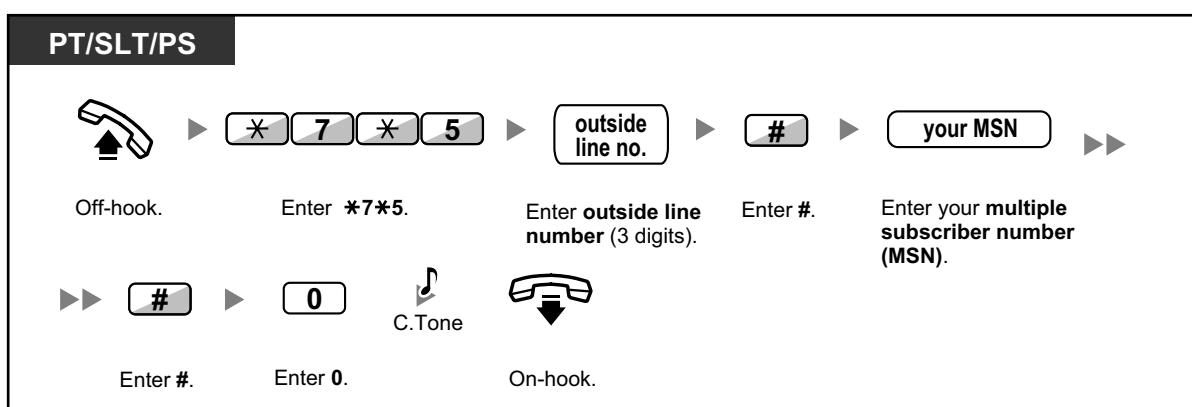 PT/SLT/PS
* 7 * 5
outside
line no.
#
your MSN
Off-hook.
Enter *7*5.
Enter outside line
number (3 digits).
Enter #.
Enter your multiple
subscriber number
(MSN).
#
0
C.Tone
Enter #.
Enter 0.
On-hook.